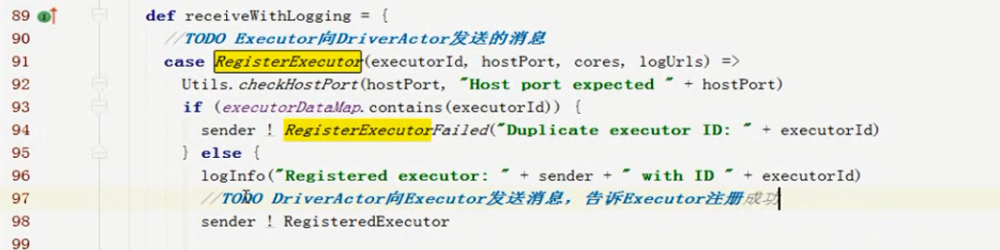 89 def receiveWithLogging = {
90 //TODO Executor向DriverActor发送的消息
91 case RegisterExecutor(executorId, hostPort, cores, logUrls) =>
92 Utils.checkHostPort(hostPort, "Host port expected " + hostPort)
93 if (executorDataMap.contains(executorId)) {
94 sender ! RegisterExecutorFailed("Duplicate executor ID: " + executorId)
95 } else {
96 logInfo("Registered executor: " + sender + " with ID " + executorId)
97 //TODO DriverActor向Executor发送消息，告诉Executor注册成功
98 sender ! RegisteredExecutor
99